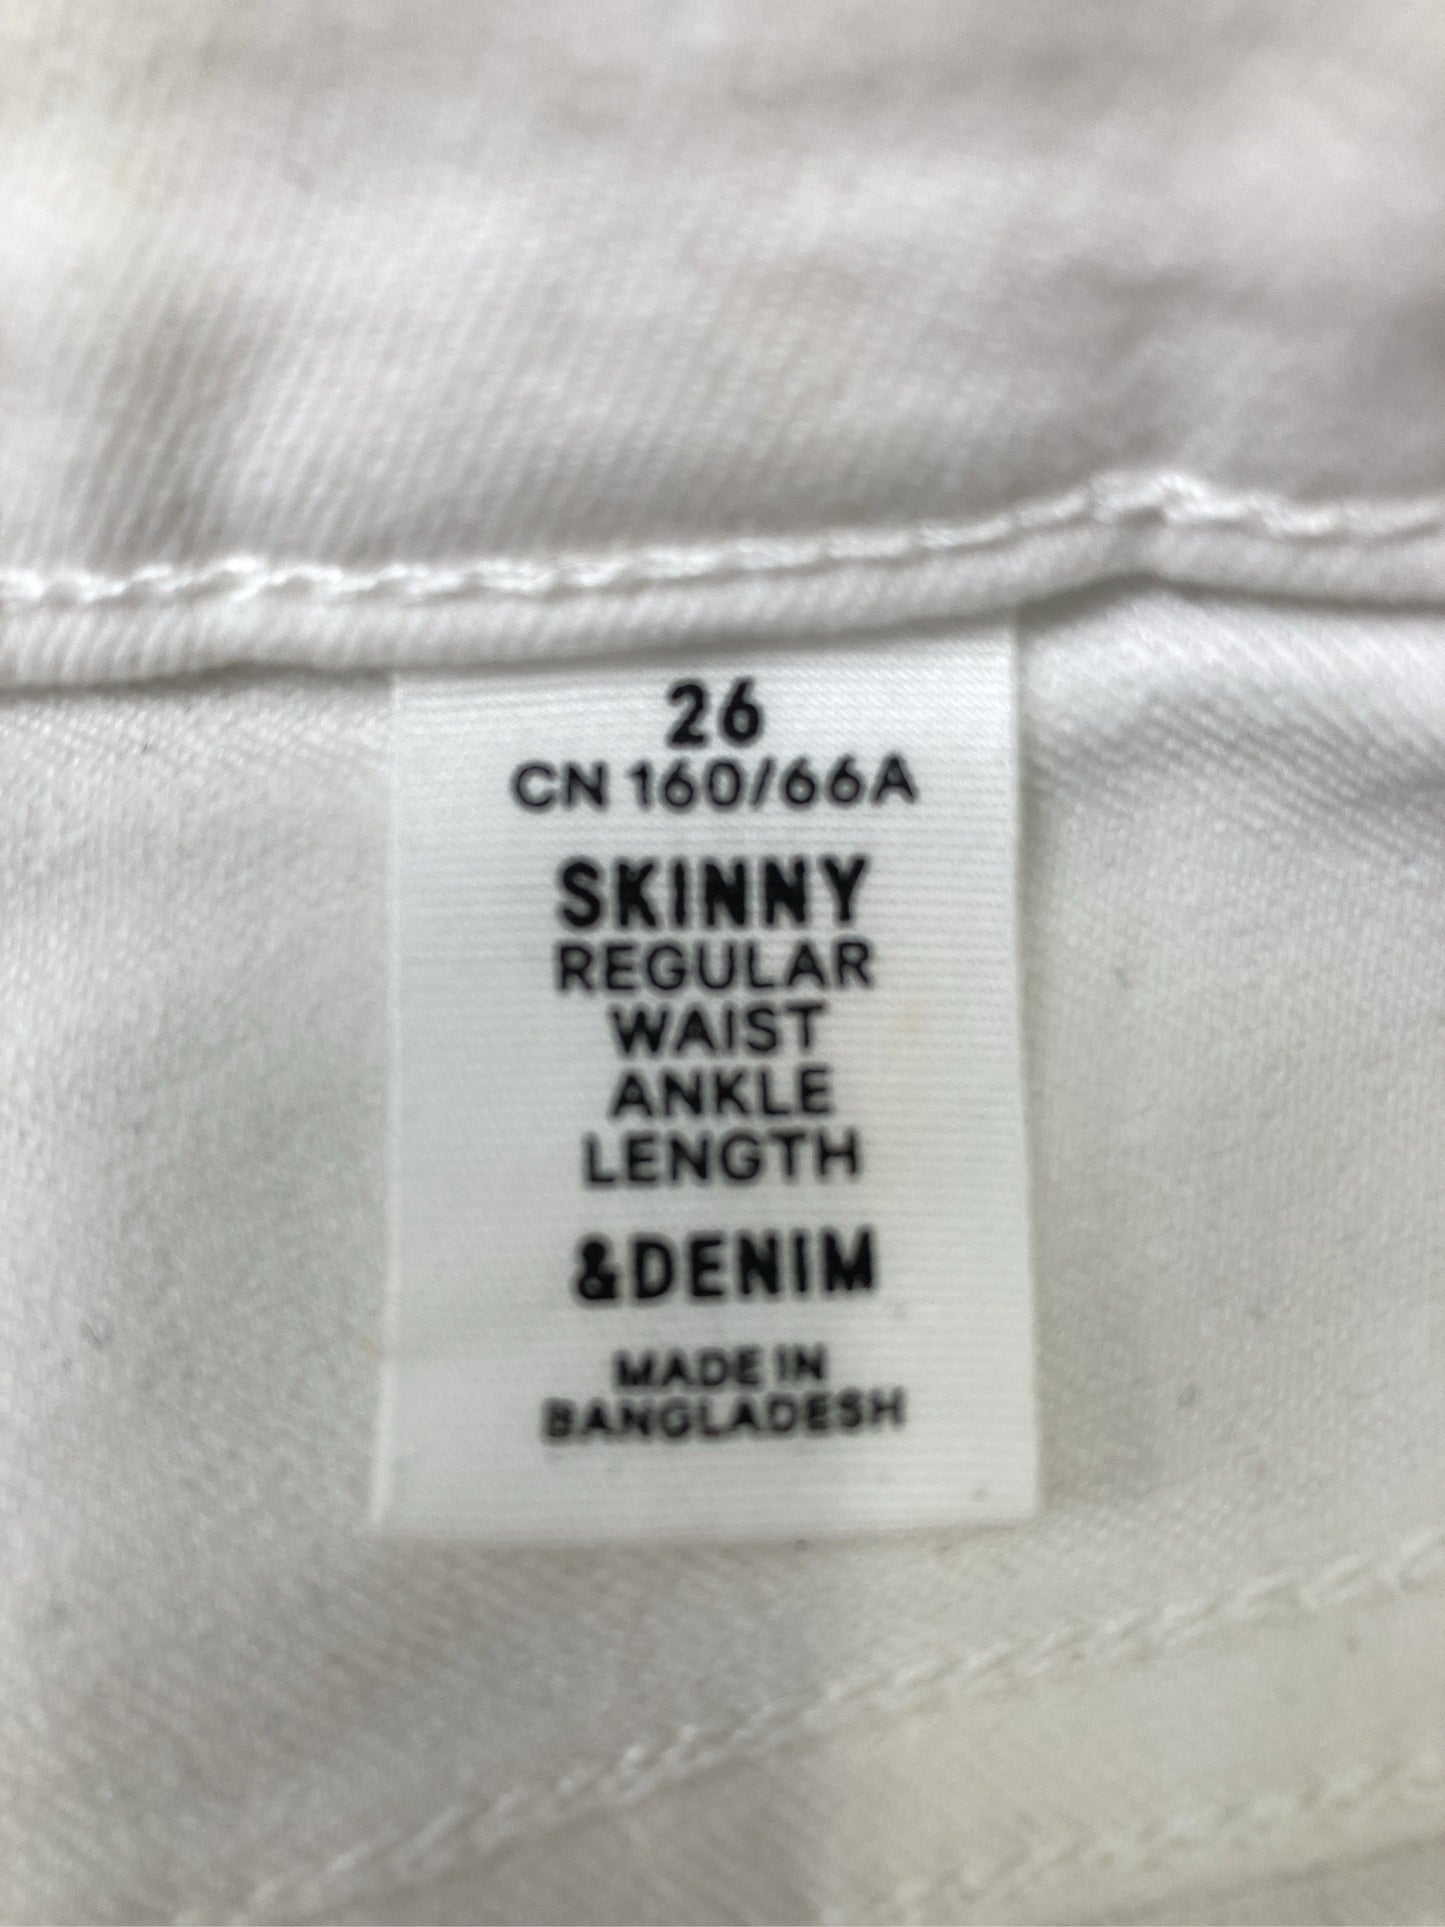 26
CN 160/66A
SKINNY
REGULAR
WAIST
ANKLE
LENGTH
&DENIM
MADE IN
BANGLADESH